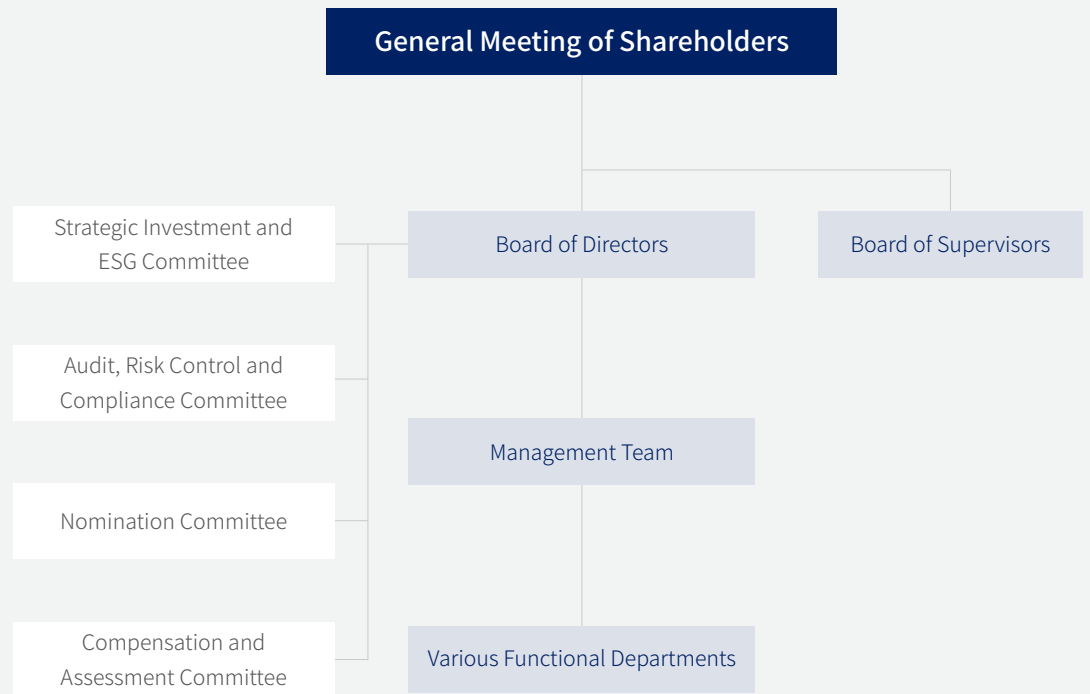 General Meeting of Shareholders
Strategic Investment and
ESG Committee
Board of Directors
Board of Supervisors
Audit, Risk Control and
Compliance Committee
Management Team
Nomination Committee
Compensation and
Assessment Committee
Various Functional Departments